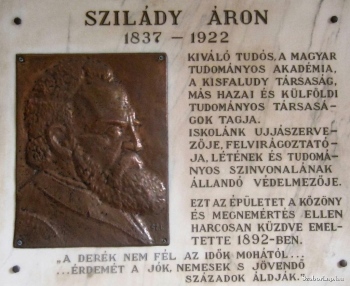 SZILÁDY ÁRON
1837 - 1922
KIVÁLÓ TUDÓS, A MAGYAR
TUDOMÁNYOS AKADÉMIA,
A KISFALUDY TÁRSASÁG,
MÁS HAZAI ÉS KÜLFÖLDI
TUDOMÁNYOS TÁRSASÁ-
GOK TAGJA.
ISKOLÁNK UJJÁSZERVE-
ZŐJE, FELVIRÁGOZTATÓ-
JA, LÉTÉNEK ÉS TUDOMÁ-
NYOS SZINVONALÁNAK
ÁLLANDÓ VÉDELMEZŐJE.
EZT AZ ÉPÜLETET A KÖZÖNY
ÉS MEGNEMÉRTÉS ELLEN
HARCOSAN KÜZDVE EMEL-
TETTE 1892-BEN.
"A DERÉK NEM FÉL AZ IDŐK MOHÁTÓL...
...ÉRDEMÉT A JÓK, NEMESEK S JÖVENDŐ
SZÁZADOK ÁLDJÁK."